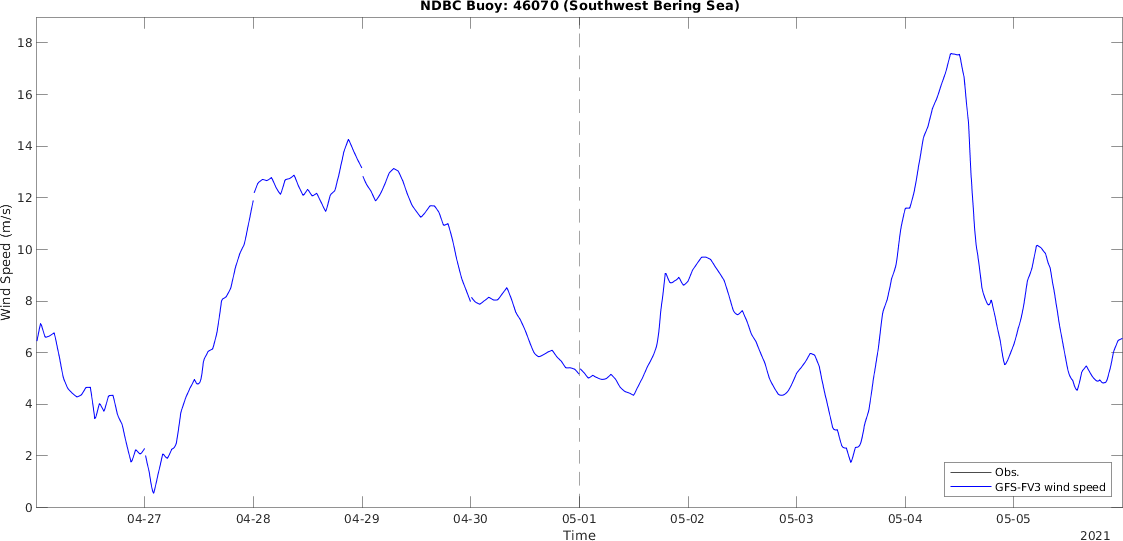 NDBC Buoy: 46070 (Southwest Bering Sea)
18
16
14
12
10
8
6
4
2
0
Wind Speed (m/s)
04-27 04-28 04-29 04-30 05-01 05-02 05-03 05-04 05-05
Time
2021
Obs.
GFS-FV3 wind speed